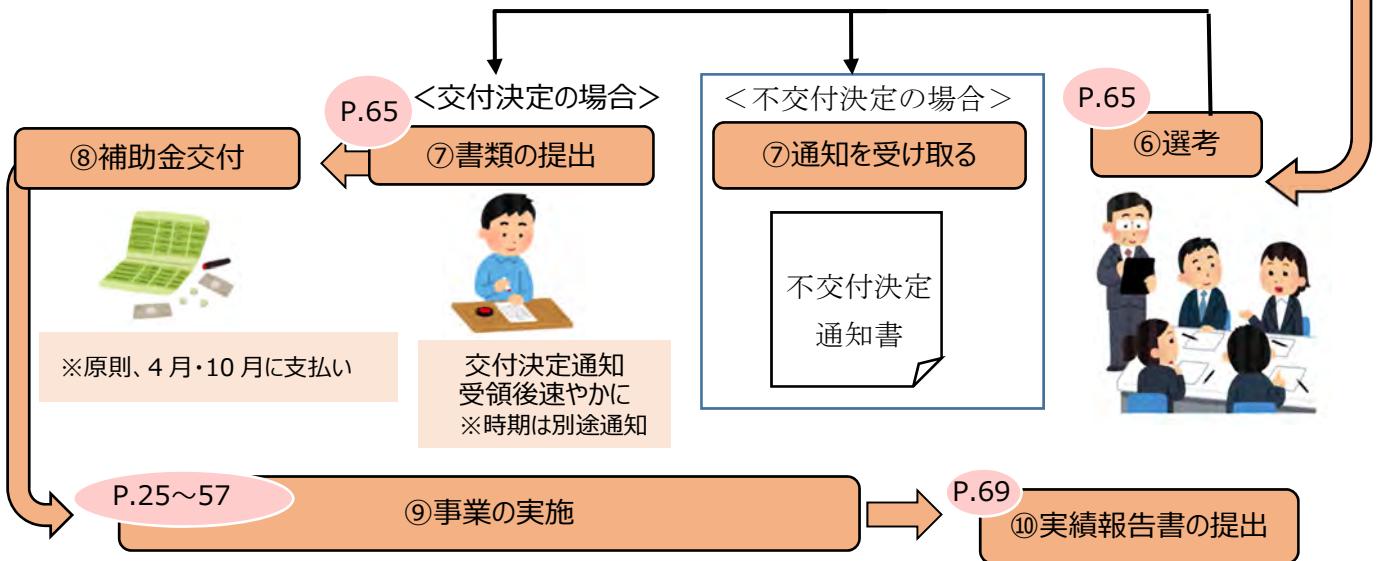 P.65
⑥選考
＜交付決定の場合＞
P.65
⑦書類の提出
交付決定通知
受領後速やかに
※時期は別途通知
＜不交付決定の場合＞
⑦通知を受け取る
不交付決定
通知書
⑧補助金交付
※原則、4月・10月に支払い
P.25～57
⑨事業の実施
P.69
⑩実績報告書の提出